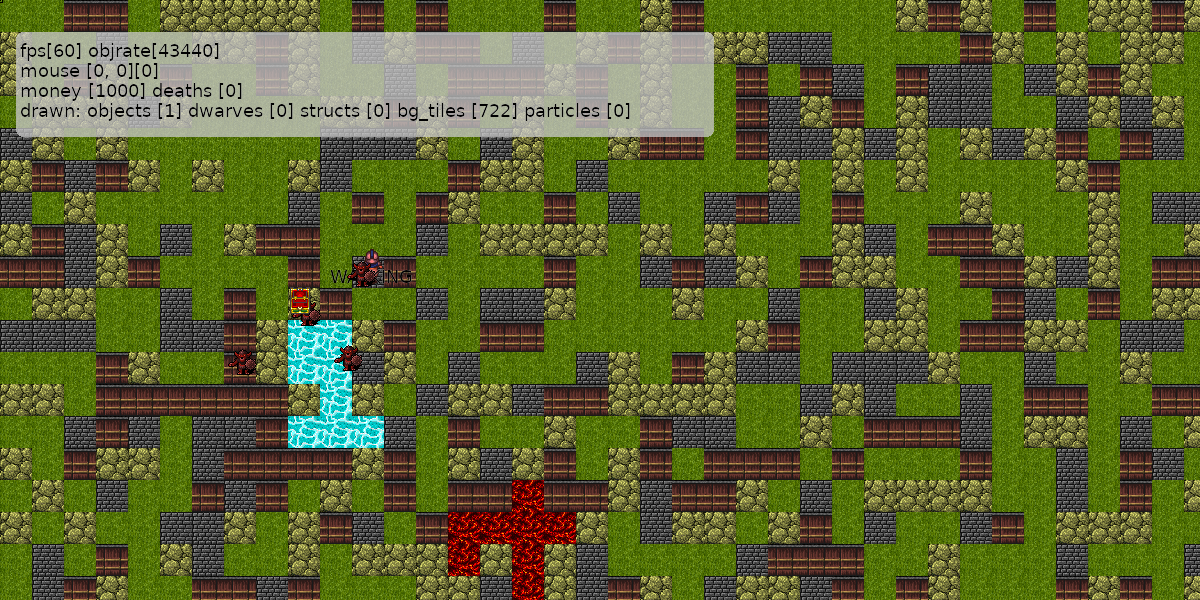 fps[60] objrate[43440]
mouse [0, 0][0]
money [1000] deaths [0]
drawn: objects [1] dwarves [0] structs [0] bg_tiles [722] particles [0]